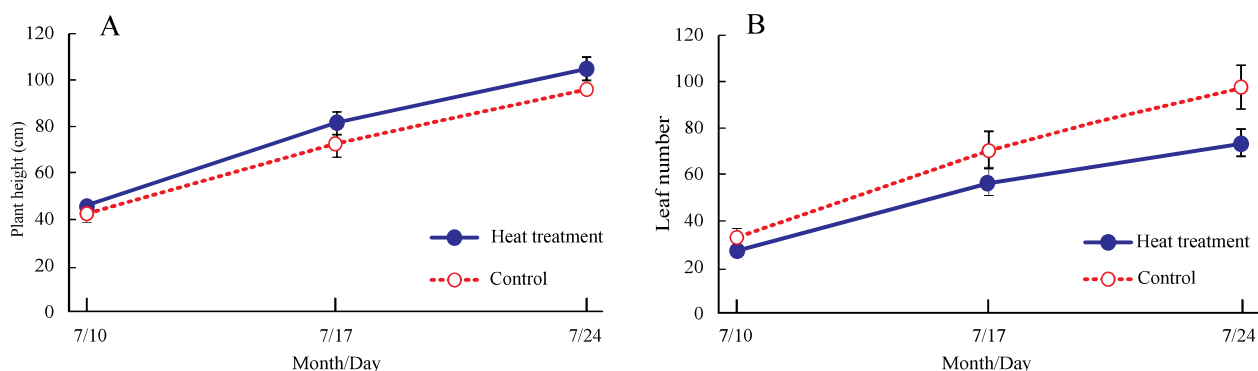 A
120
100
80
60
40
20
0
Plant height (cm)
Heat treatment
Control
7/10 7/17 7/24
Month/Day
B
120
100
80
60
40
20
0
Leaf number
Heat treatment
Control
7/10 7/17 7/24
Month/Day